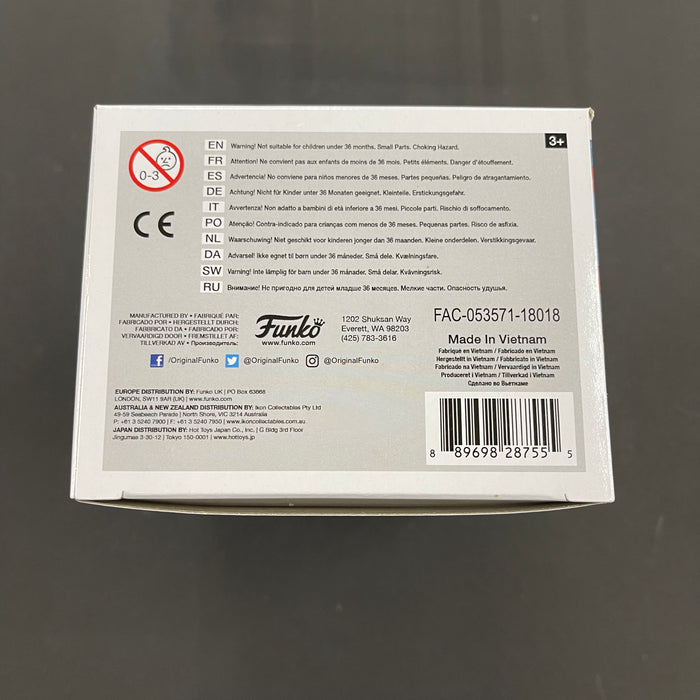 0-3
3+
EN Warning! Not suitable for children under 36 months. Small Parts. Choking Hazard.
FR Attention! Ne convient pas aux enfants de moins de 36 mois. Petits éléments. Danger d'étouffement.
ES Advertencia! No conviene para niños menores de 36 meses. Partes pequeñas. Peligro de atragantamiento.
DE Achtung! Nicht für Kinder unter 36 Monaten geeignet. Kleinteile. Erstickungsgefahr.
IT Avvertenza! Non adatto a bambini di età inferiore a 36 mesi. Piccole parti. Rischio di soffocamento.
PO Atenção! Contra-indicado para crianças com menos de 36 meses. Pequenas partes. Risco de asfixia.
NL Waarschuwing! Niet geschikt voor kinderen jonger dan 36 maanden. Kleine onderdelen. Verstikkingsgevaar.
DA Advarsel! Ikke egnet til børn under 36 måneder. Små dele. Kvælningsfare.
SW Varning! Inte lämplig för barn under 36 månader. Små delar. Kvävningsrisk.
RU Внимание! Не пригодно для детей младше 36 месяцев. Мелкие части. Опасность удушья.
CE
MANUFACTURED BY • FABRIQUÉ PAR:
FABRICADO POR • HERGESTELLT DURCH:
FABBRICATO DA • FABRICADO POR:
VERVAARDIGD DOOR • FREMSTILLET AF:
TILLVERKAD AV • Производитель:
Funko
www.funko.com
1202 Shuksan Way
Everett, WA 98203
(425) 783-3616
/OriginalFunko @OriginalFunko @OriginalFunko
FAC-053571-18018
Made In Vietnam
Fabriqué en Vietnam / Fabricado en Vietnam
Hergestellt in Vietnam / Fabbricato in Vietnam
Fabricado na Vietnam / Vervaardigd in Vietnam
Produceret i Vietnam / Tillverkad i Vietnam
Сделано во Вьетнаме
EUROPE DISTRIBUTION BY: Funko UK | PO Box 63868
LONDON, SW11 9AR (UK) | www.funko.com
AUSTRALIA & NEW ZEALAND DISTRIBUTION BY: Ikon Collectables Pty Ltd
49-59 Seabeach Parade | North Shore, VIC 3214 Australia
P: +61 3 5240 7900 | F: +61 3 5240 7950 | www.ikoncollectables.com.au
JAPAN DISTRIBUTION BY: Hot Toys Japan Co., Inc. | G Bldg 3rd Floor
Jingumae 3-30-12 | Tokyo 150-0001 | www.hottoys.jp
8 89698 28755 5